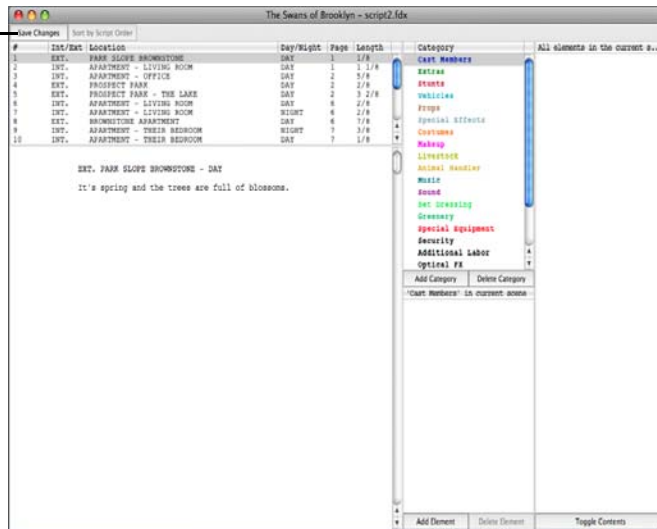 The Swans of Brooklyn - script2.fdx
Save Changes Sort by Script Order
# Int/Ext Location Day/Night Page Length
1 EXT. PARK SLOPE BROWNSTONE DAY 1 1/8
2 INT. APARTMENT - LIVING ROOM DAY 1 1 1/8
3 INT. APARTMENT - OFFICE DAY 2 5/8
4 EXT. PROSPECT PARK DAY 2 2/8
5 EXT. PROSPECT PARK - THE LAKE DAY 2 3 2/8
6 INT. APARTMENT - LIVING ROOM DAY 6 2/8
7 INT. APARTMENT - LIVING ROOM NIGHT 6 2/8
8 EXT. BROWNSTONE APARTMENT DAY 6 7/8
9 INT. APARTMENT - THEIR BEDROOM NIGHT 7 3/8
10 INT. APARTMENT - THEIR BEDROOM DAY 7 1/8
EXT. PARK SLOPE BROWNSTONE - DAY
It's spring and the trees are full of blossoms.
Category
Cast Members
Extras
Stunts
Vehicles
Props
Special Effects
Costumes
Makeup
Livestock
Animal Handler
Music
Sound
Set Dressing
Greenery
Special Equipment
Security
Additional Labor
Optical FX
Add Category Delete Category
'Cast Members' in current scene
Add Element Delete Element
All elements in the current s...
Toggle Contents